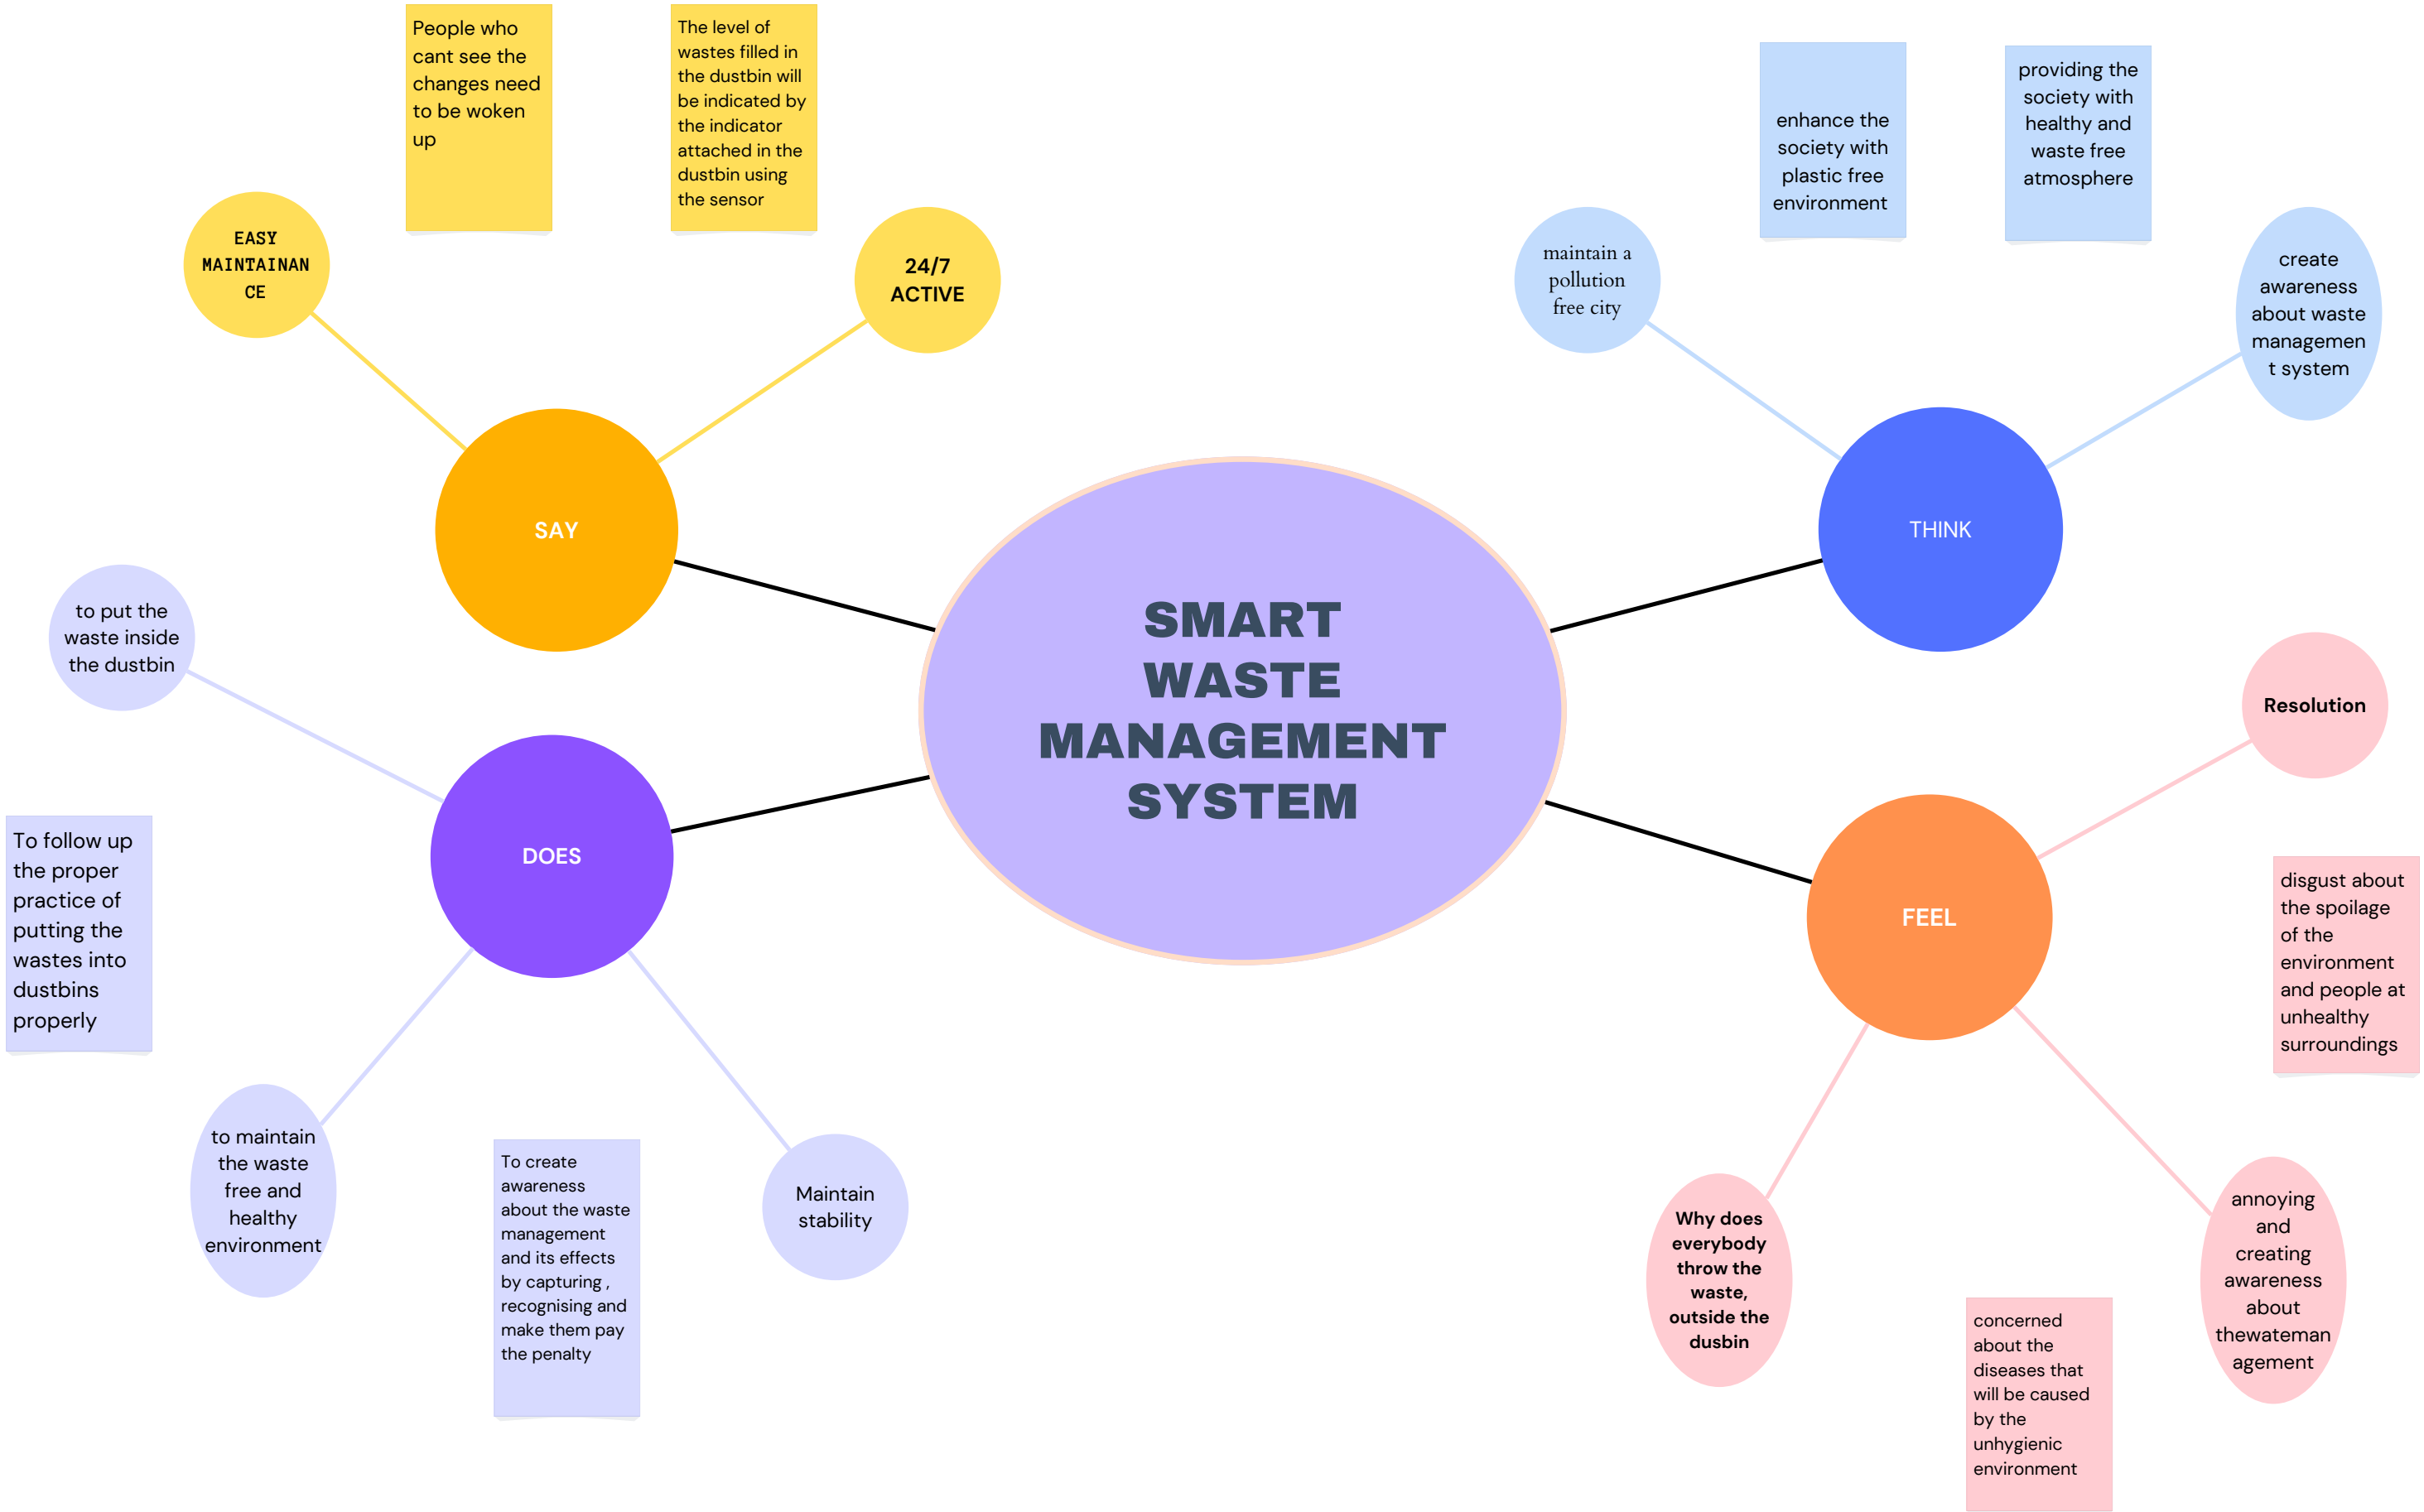 People who
cant see the
changes need
to be woken
up
The level of
wastes filled in
the dustbin will
be indicated by
the indicator
attached in the
dustbin using
the sensor
EASY
MAINTAINAN
CE
24/7
ACTIVE
SAY
enhance the
society with
plastic free
environment
providing the
society with
healthy and
waste free
atmosphere
maintain a
pollution
free city
create
awareness
about waste
managemen
t system
THINK
SMART
WASTE
MANAGEMENT
SYSTEM
to put the
waste inside
the dustbin
DOES
To follow up
the proper
practice of
putting the
wastes into
dustbins
properly
to maintain
the waste
free and
healthy
environment
To create
awareness
about the waste
management
and its effects
by capturing ,
recognising and
make them pay
the penalty
Maintain
stability
Resolution
FEEL
disgust about
the spoilage
of the
environment
and people at
unhealthy
surroundings
Why does
everybody
throw the
waste,
outside the
dusbin
annoying
and
creating
awareness
about
thewateman
agement
concerned
about the
diseases that
will be caused
by the
unhygienic
environment